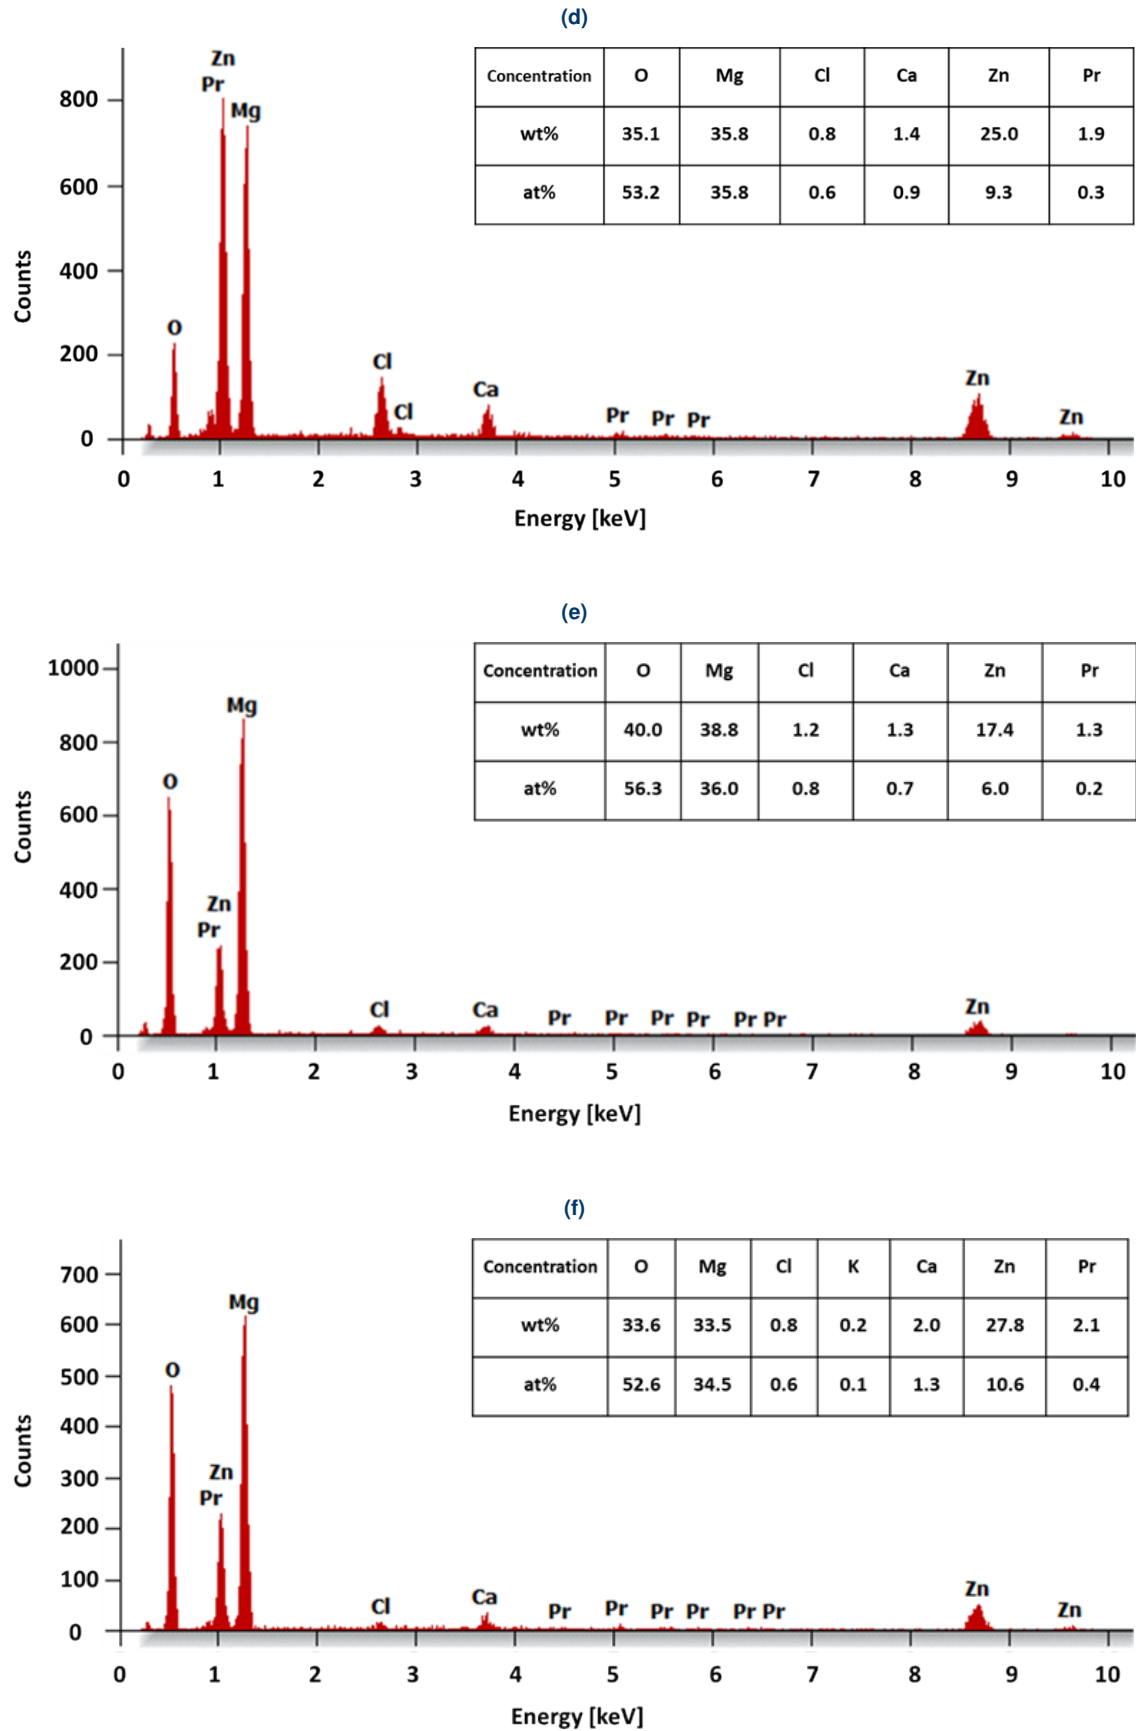 (d)
Concentration O Mg Cl Ca Zn Pr
wt% 35.1 35.8 0.8 1.4 25.0 1.9
at% 53.2 35.8 0.6 0.9 9.3 0.3
Zn
Pr
Mg
O
Cl
Cl
Ca
Pr Pr Pr
Zn
Zn
800
600
400
200
0
Counts
0 1 2 3 4 5 6 7 8 9 10
Energy [keV]
(e)
Concentration O Mg Cl Ca Zn Pr
wt% 40.0 38.8 1.2 1.3 17.4 1.3
at% 56.3 36.0 0.8 0.7 6.0 0.2
Mg
O
Zn
Pr
Cl
Ca
Pr Pr Pr Pr Pr Pr
Zn
1000
800
600
400
200
0
Counts
0 1 2 3 4 5 6 7 8 9 10
Energy [keV]
(f)
Concentration O Mg Cl K Ca Zn Pr
wt% 33.6 33.5 0.8 0.2 2.0 27.8 2.1
at% 52.6 34.5 0.6 0.1 1.3 10.6 0.4
Mg
O
Zn
Pr
Cl
Ca
Pr Pr Pr Pr Pr Pr
Zn
Zn
700
600
500
400
300
200
100
0
Counts
0 1 2 3 4 5 6 7 8 9 10
Energy [keV]